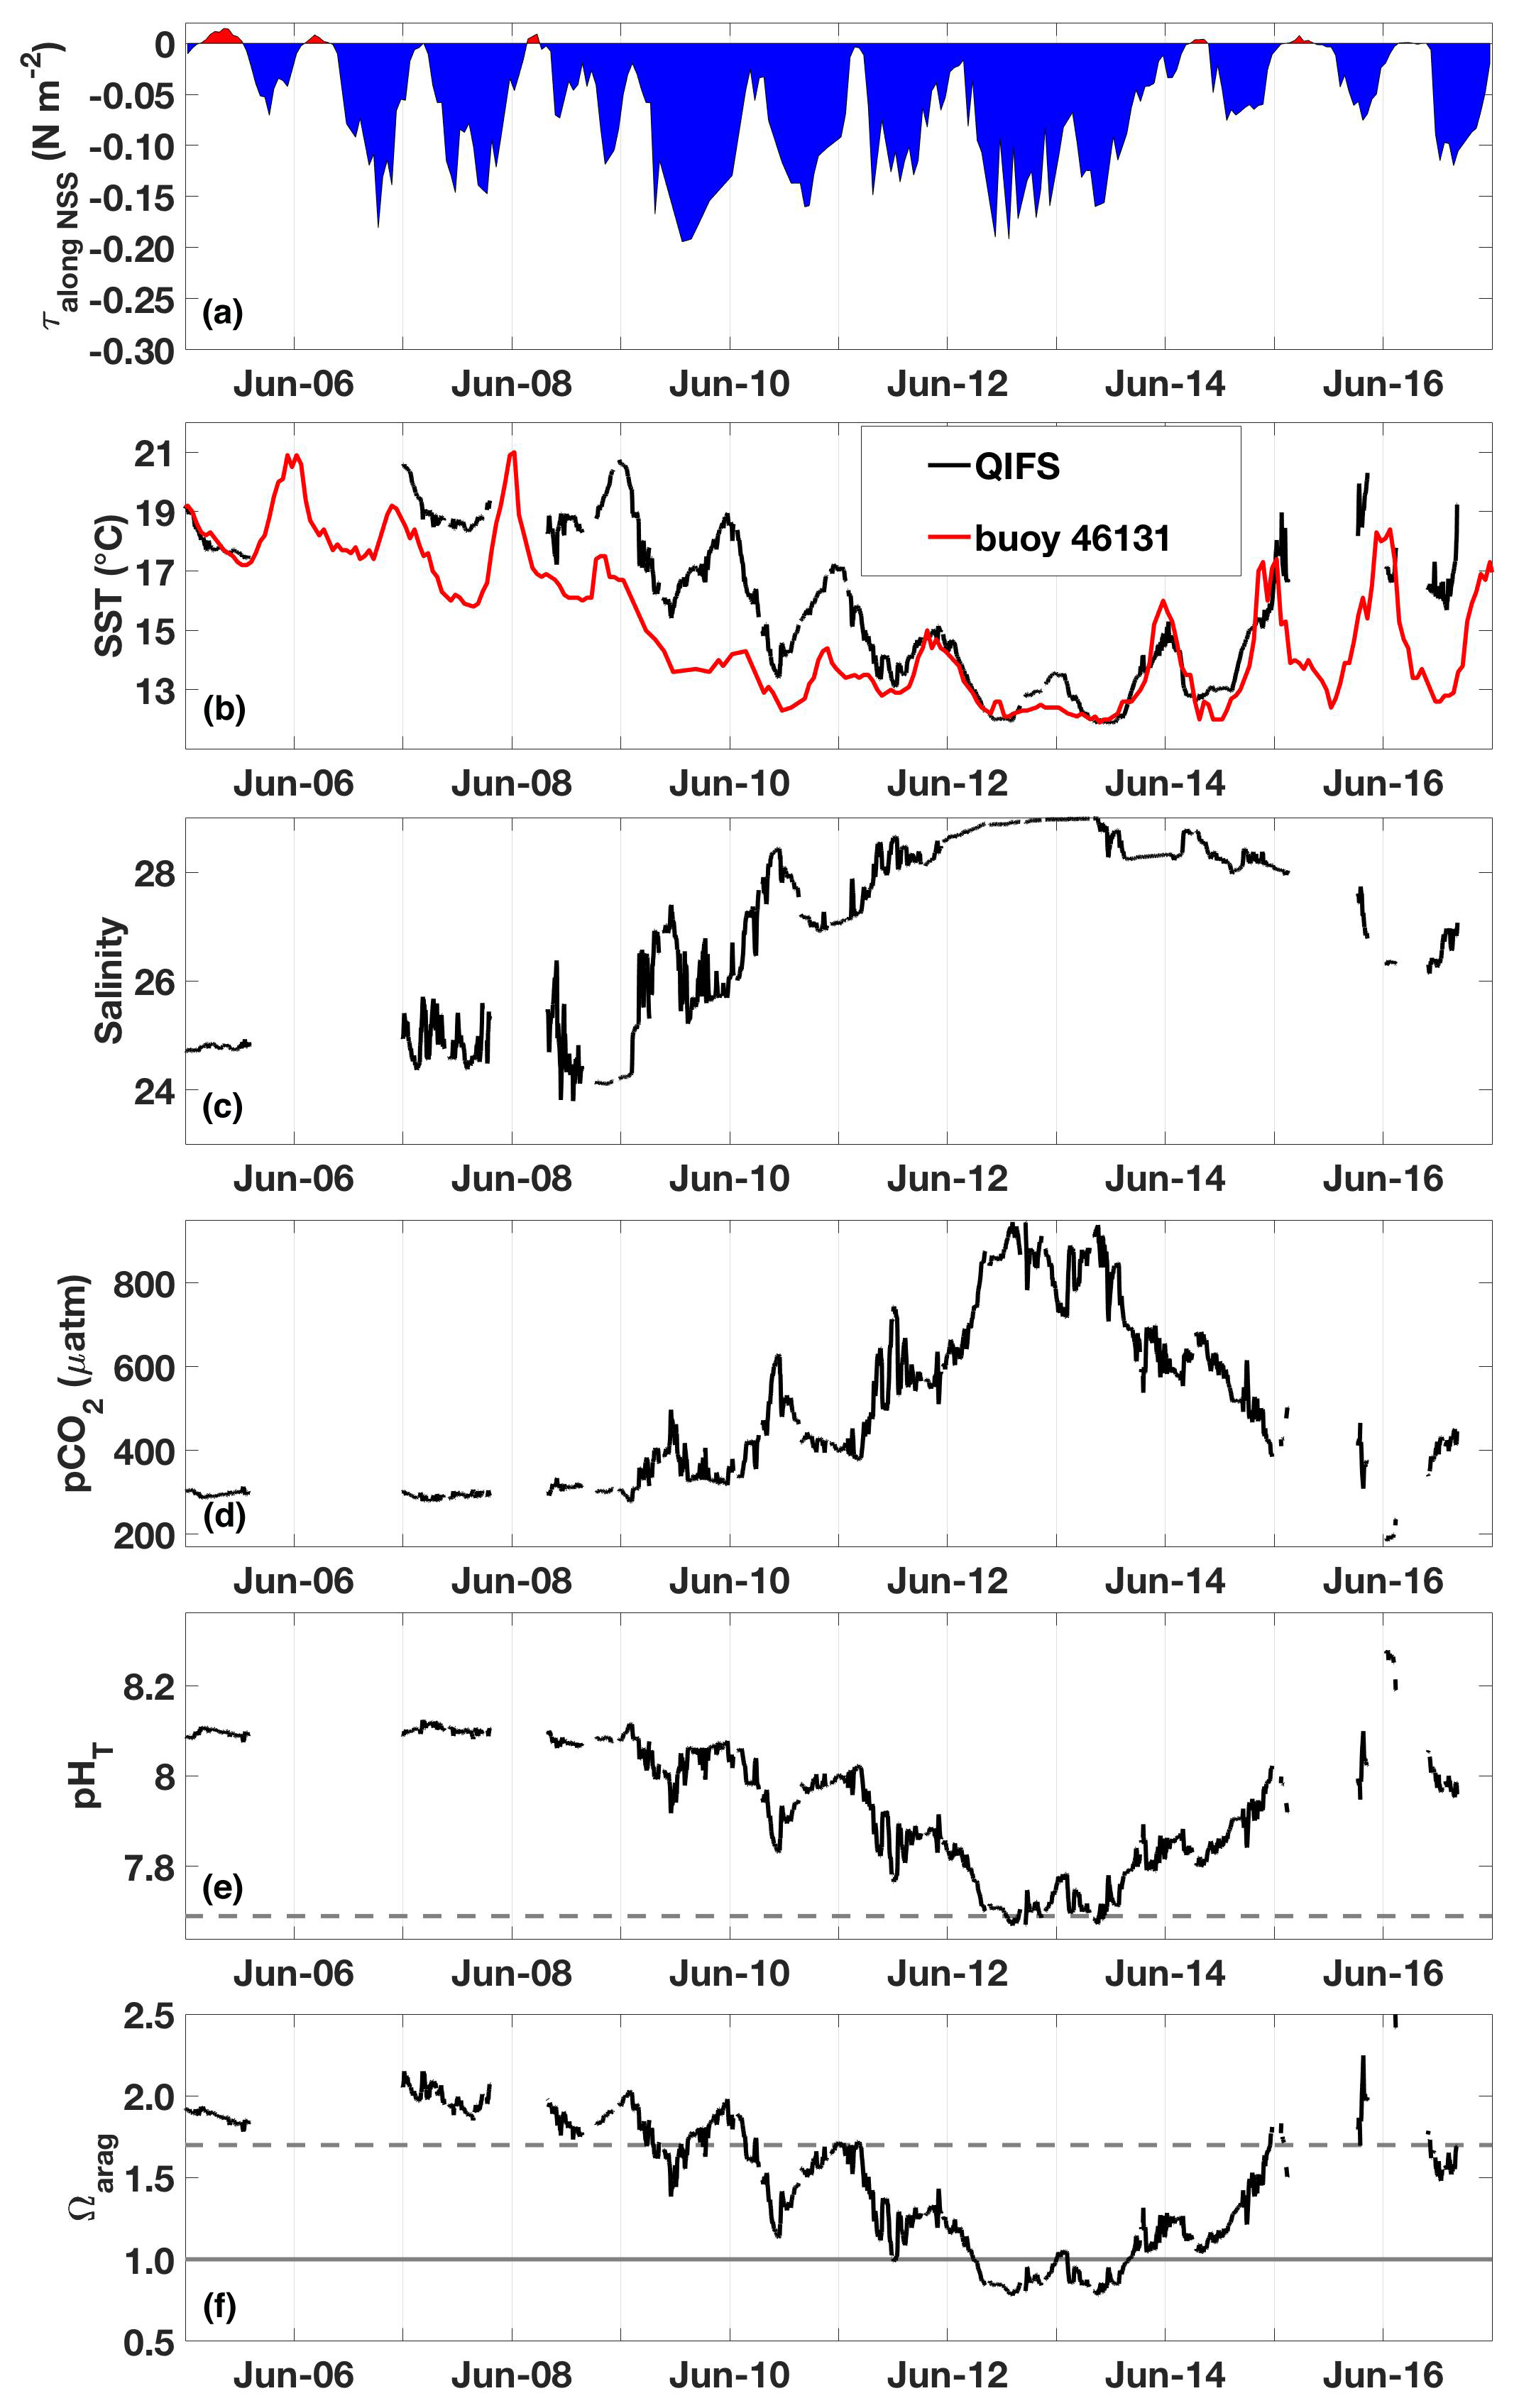 0
-0.05
-0.10
-0.15
-0.20
-0.25
-0.30
τ along NSS (N m-2)
(a)
Jun-06 Jun-08 Jun-10 Jun-12 Jun-14 Jun-16
21
19
17
15
13
SST (°C)
QIFS
buoy 46131
(b)
Jun-06 Jun-08 Jun-10 Jun-12 Jun-14 Jun-16
28
26
24
Salinity
(c)
Jun-06 Jun-08 Jun-10 Jun-12 Jun-14 Jun-16
800
600
400
200
pCO2 (μatm)
(d)
Jun-06 Jun-08 Jun-10 Jun-12 Jun-14 Jun-16
8.2
8
7.8
pHT
(e)
Jun-06 Jun-08 Jun-10 Jun-12 Jun-14 Jun-16
2.5
2.0
1.5
1.0
0.5
Ωarag
(f)
Jun-06 Jun-08 Jun-10 Jun-12 Jun-14 Jun-16